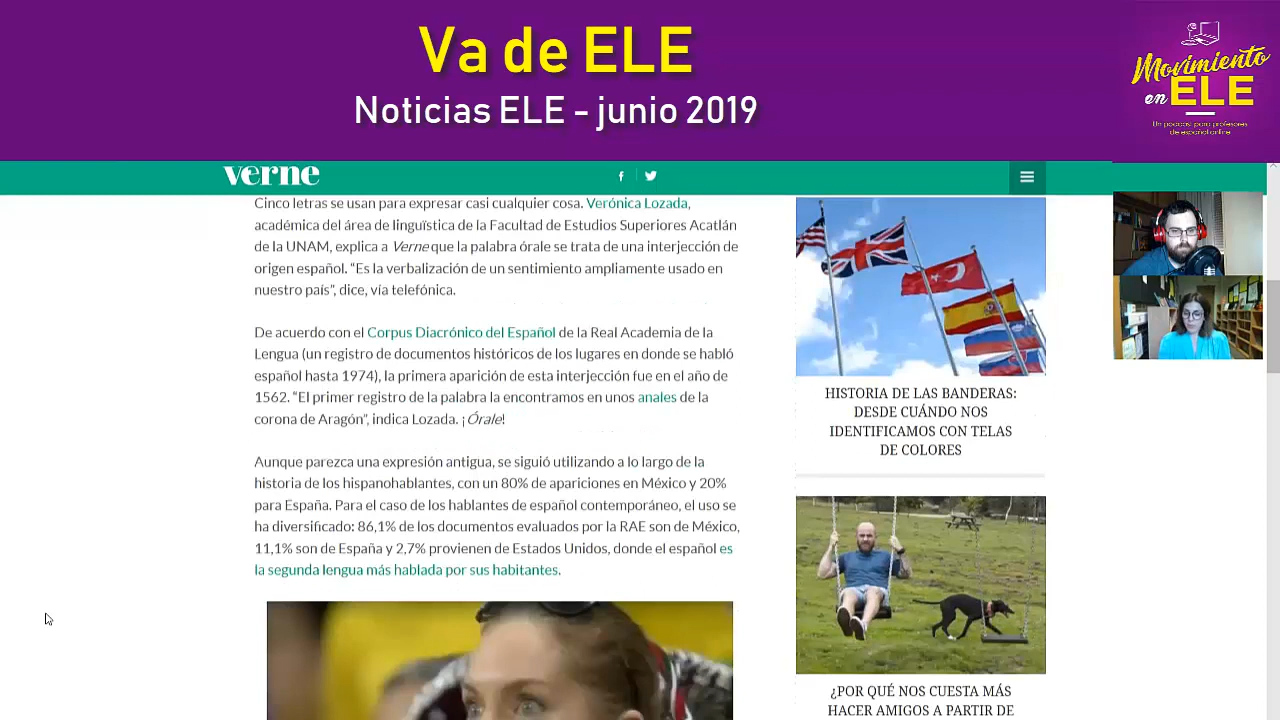 Va de ELE
Noticias ELE - junio 2019
Movimiento
en ELE
Un podcast para profesores
de español online
verne
Cinco letras se usan para expresar casi cualquier cosa. Verónica Lozada,
académica del área de linguïstica de la Facultad de Estudios Superiores Acatlán
de la UNAM, explica a Verne que la palabra órale se trata de una interjección de
origen español. “Es la verbalización de un sentimiento ampliamente usado en
nuestro país”, dice, vía telefónica.
De acuerdo con el Corpus Diacrónico del Español de la Real Academia de la
Lengua (un registro de documentos históricos de los lugares en donde se habló
español hasta 1974), la primera aparición de esta interjección fue en el año de
1562. “El primer registro de la palabra la encontramos en unos anales de la
corona de Aragón”, indica Lozada. ¡Órale!
Aunque parezca una expresión antigua, se siguió utilizando a lo largo de la
historia de los hispanohablantes, con un 80% de apariciones en México y 20%
para España. Para el caso de los hablantes de español contemporáneo, el uso se
ha diversificado: 86,1% de los documentos evaluados por la RAE son de México,
11,1% son de España y 2,7% provienen de Estados Unidos, donde el español es
la segunda lengua más hablada por sus habitantes.
HISTORIA DE LAS BANDERAS:
DESDE CUÁNDO NOS
IDENTIFICAMOS CON TELAS
DE COLORES
¿POR QUÉ NOS CUESTA MÁS
HACER AMIGOS A PARTIR DE